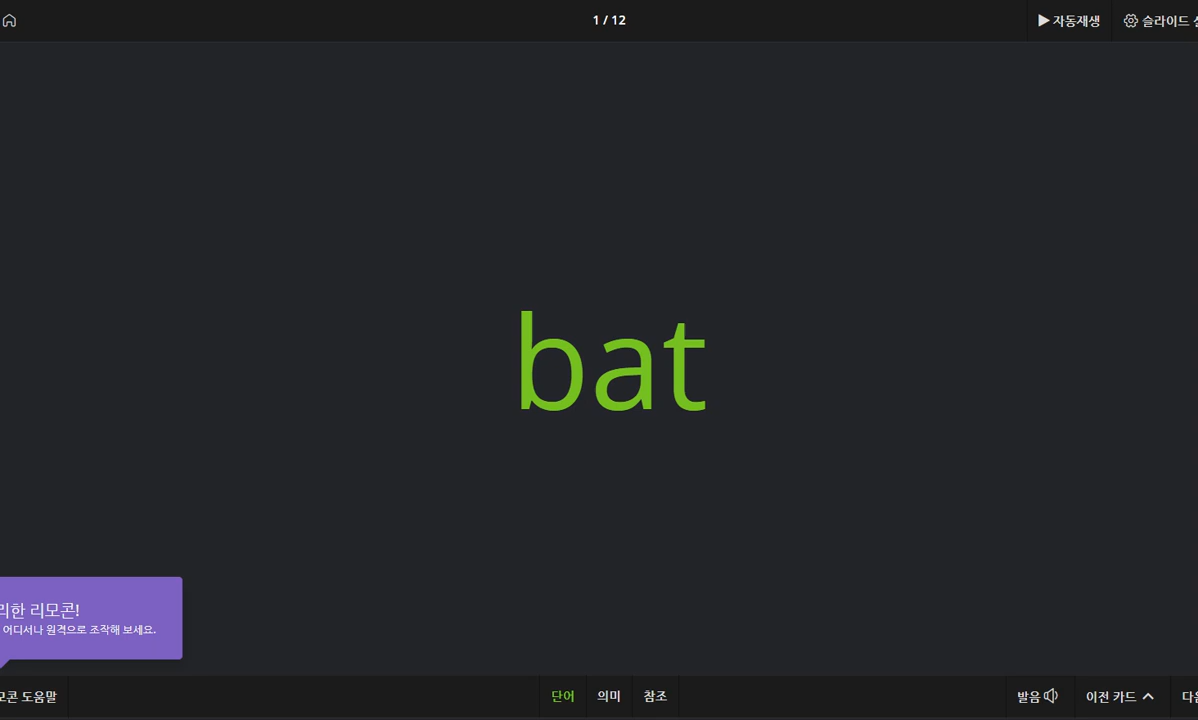 1 / 12
자동재생
슬라이드
bat
리한 리모콘!
어디서나 원격으로 조작해 보세요.
모콘 도움말
단어 의미 참조
발음
이전 카드